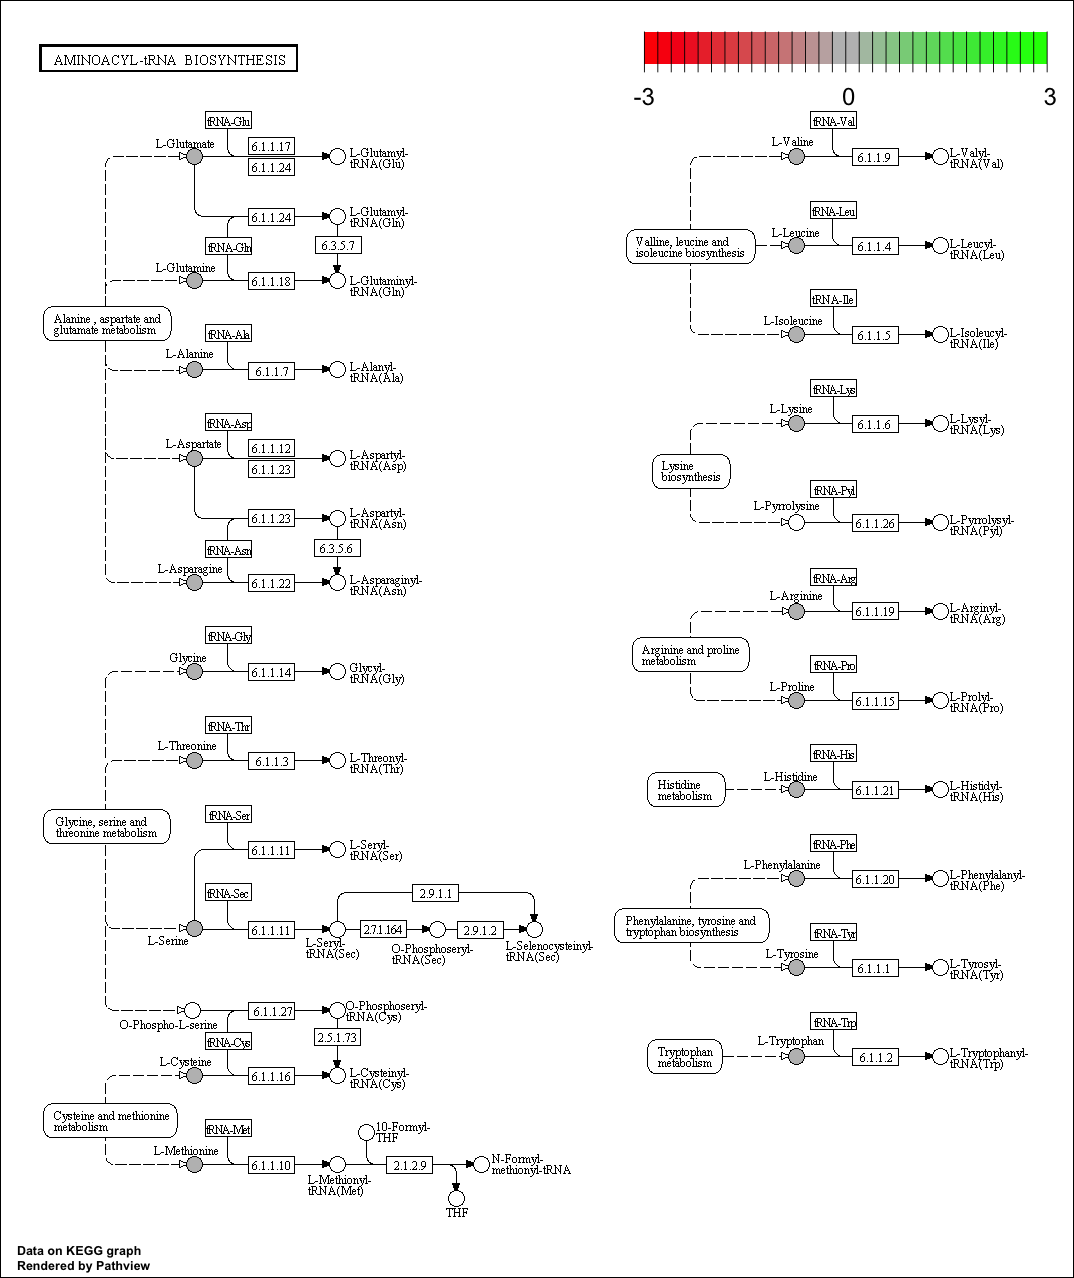 AMINOACYL-tRNA BIOSYNTHESIS
-3
0
3
tRNA-Glu
L-Glutamate
6.1.1.17
6.1.1.24
L-Glutamyl-
tRNA(Glu)
6.1.1.24
L-Glutamyl-
tRNA(Gln)
tRNA-Gln
6.3.5.7
L-Glutamine
6.1.1.18
L-Glutaminyl-
tRNA(Gln)
Alanine , aspartate and
glutamate metabolism
tRNA-Ala
L-Alanine
6.1.1.7
L-Alanyl-
tRNA(Ala)
tRNA-Asp
L-Aspartate
6.1.1.12
6.1.1.23
L-Aspartyl-
tRNA(Asp)
6.1.1.23
L-Aspartyl-
tRNA(Asn)
tRNA-Asn
6.3.5.6
L-Asparagine
6.1.1.22
L-Asparaginyl-
tRNA(Asn)
tRNA-Gly
Glycine
6.1.1.14
Glycyl-
tRNA(Gly)
tRNA-Thr
L-Threonine
6.1.1.3
L-Threonyl-
tRNA(Thr)
Glycine, serine and
threonine metabolism
tRNA-Ser
6.1.1.11
L-Seryl-
tRNA(Ser)
tRNA-Sec
L-Serine
6.1.1.11
L-Seryl-
tRNA(Sec)
2.9.1.1
2.7.1.164
O-Phosphoseryl-
tRNA(Sec)
2.9.1.2
L-Selenocysteinyl-
tRNA(Sec)
O-Phospho-L-serine
6.1.1.27
O-Phosphoseryl-
tRNA(Cys)
tRNA-Cys
2.5.1.73
L-Cysteine
6.1.1.16
L-Cysteinyl-
tRNA(Cys)
Cysteine and methionine
metabolism
tRNA-Met
L-Methionine
6.1.1.10
L-Methionyl-
tRNA(Met)
10-Formyl-
THF
2.1.2.9
N-Formyl-
methionyl-tRNA
THF
tRNA-Val
L-Valine
6.1.1.9
L-Valyl-
tRNA(Val)
tRNA-Leu
Valline, leucine and
isoleucine biosynthesis
L-Leucine
6.1.1.4
L-Leucyl-
tRNA(Leu)
tRNA-Ile
L-Isoleucine
6.1.1.5
L-Isoleucyl-
tRNA(Ile)
tRNA-Lys
L-Lysine
6.1.1.6
L-Lysyl-
tRNA(Lys)
Lysine
biosynthesis
tRNA-Pyl
L-Pyrrolysine
6.1.1.26
L-Pyrrolysyl-
tRNA(Pyl)
tRNA-Arg
L-Arginine
6.1.1.19
L-Arginyl-
tRNA(Arg)
Arginine and proline
metabolism
tRNA-Pro
L-Proline
6.1.1.15
L-Prolyl-
tRNA(Pro)
tRNA-His
Histidine
metabolism
L-Histidine
6.1.1.21
L-Histidyl-
tRNA(His)
tRNA-Phe
L-Phenylalanine
6.1.1.20
L-Phenylalanyl-
tRNA(Phe)
Phenylalanine, tyrosine and
tryptophan biosynthesis
tRNA-Tyr
L-Tyrosine
6.1.1.1
L-Tyrosyl-
tRNA(Tyr)
tRNA-Trp
Tryptophan
metabolism
L-Tryptophan
6.1.1.2
L-Tryptophanyl-
tRNA(Trp)
Data on KEGG graph
Rendered by Pathview